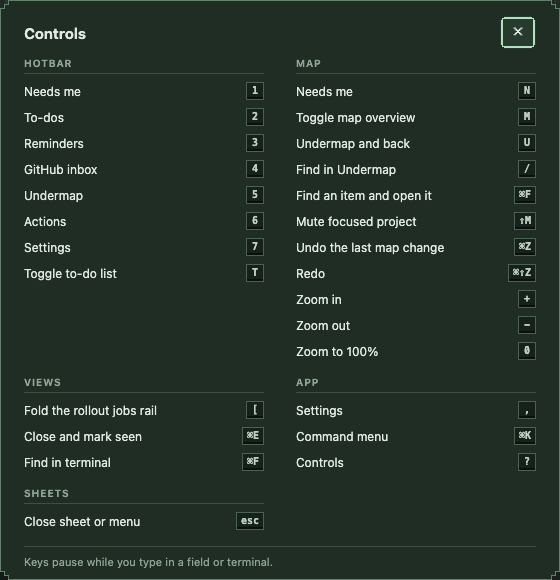 Controls
×
HOTBAR
Needs me 1
To-dos 2
Reminders 3
GitHub inbox 4
Undermap 5
Actions 6
Settings 7
Toggle to-do list T
MAP
Needs me N
Toggle map overview M
Undermap and back U
Find in Undermap /
Find an item and open it ⌘F
Mute focused project ⇧M
Undo the last map change ⌘Z
Redo ⌘⇧Z
Zoom in +
Zoom out −
Zoom to 100% 0
VIEWS
Fold the rollout jobs rail [
Close and mark seen ⌘E
Find in terminal ⌘F
APP
Settings ,
Command menu ⌘K
Controls ?
SHEETS
Close sheet or menu esc
Keys pause while you type in a field or terminal.